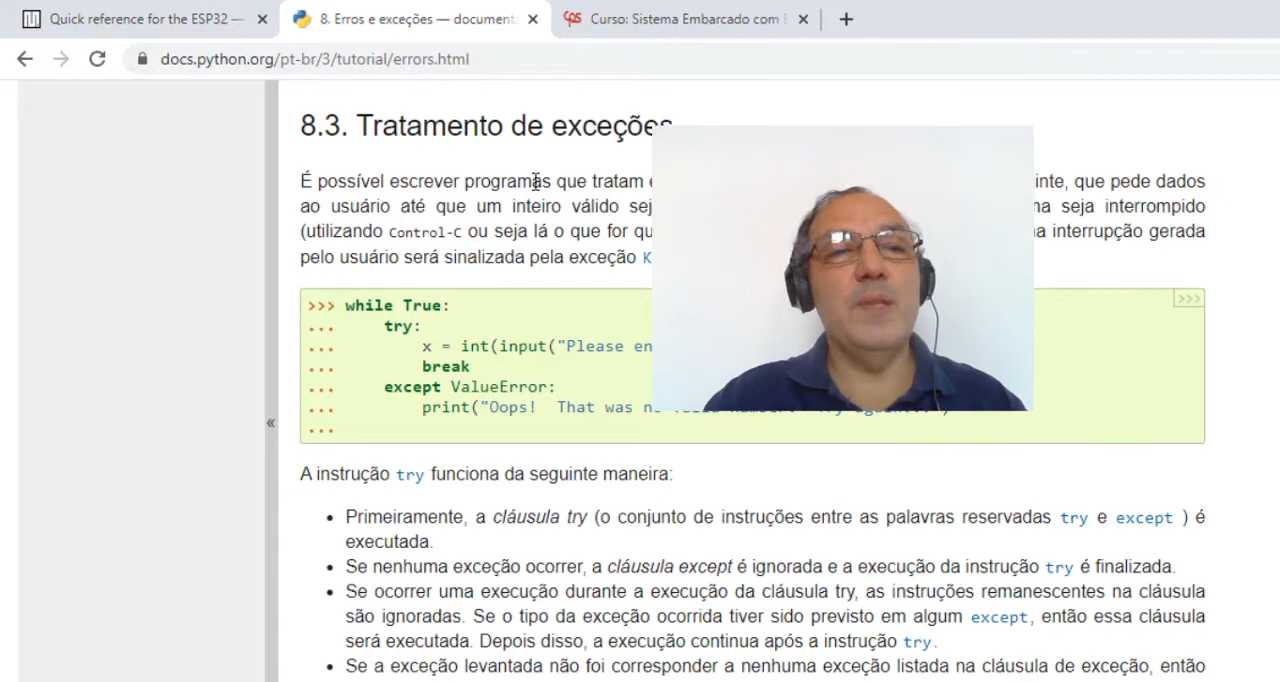 Quick reference for the ESP32 —
8. Erros e exceções — document
Curso: Sistema Embarcado com E
docs.python.org/pt-br/3/tutorial/errors.html
8.3. Tratamento de exceções
É possível escrever programas que tratam e inte, que pede dados
ao usuário até que um inteiro válido sej na seja interrompido
(utilizando Control-C ou seja lá o que for qu a interrupção gerada
pelo usuário será sinalizada pela exceção K
>>> while True: >>>
... try:
... x = int(input("Please en
... break
... except ValueError:
... print("Oops! That was no valid number. Try again...")
...
«
A instrução try funciona da seguinte maneira:
• Primeiramente, a cláusula try (o conjunto de instruções entre as palavras reservadas try e except ) é
executada.
• Se nenhuma exceção ocorrer, a cláusula except é ignorada e a execução da instrução try é finalizada.
• Se ocorrer uma execução durante a execução da cláusula try, as instruções remanescentes na cláusula
são ignoradas. Se o tipo da exceção ocorrida tiver sido previsto em algum except, então essa cláusula
será executada. Depois disso, a execução continua após a instrução try.
• Se a exceção levantada não foi corresponder a nenhuma exceção listada na cláusula de exceção, então